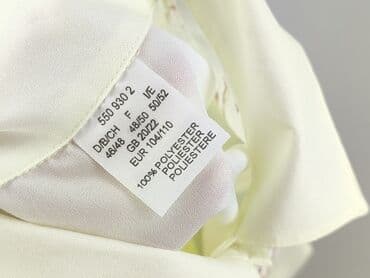 550 930 2
D/B/CH F I/E
46/48 48/50 50/52
GB 20/22
EUR 104/110
100% POLYESTER
POLIESTER
POLIESTERE